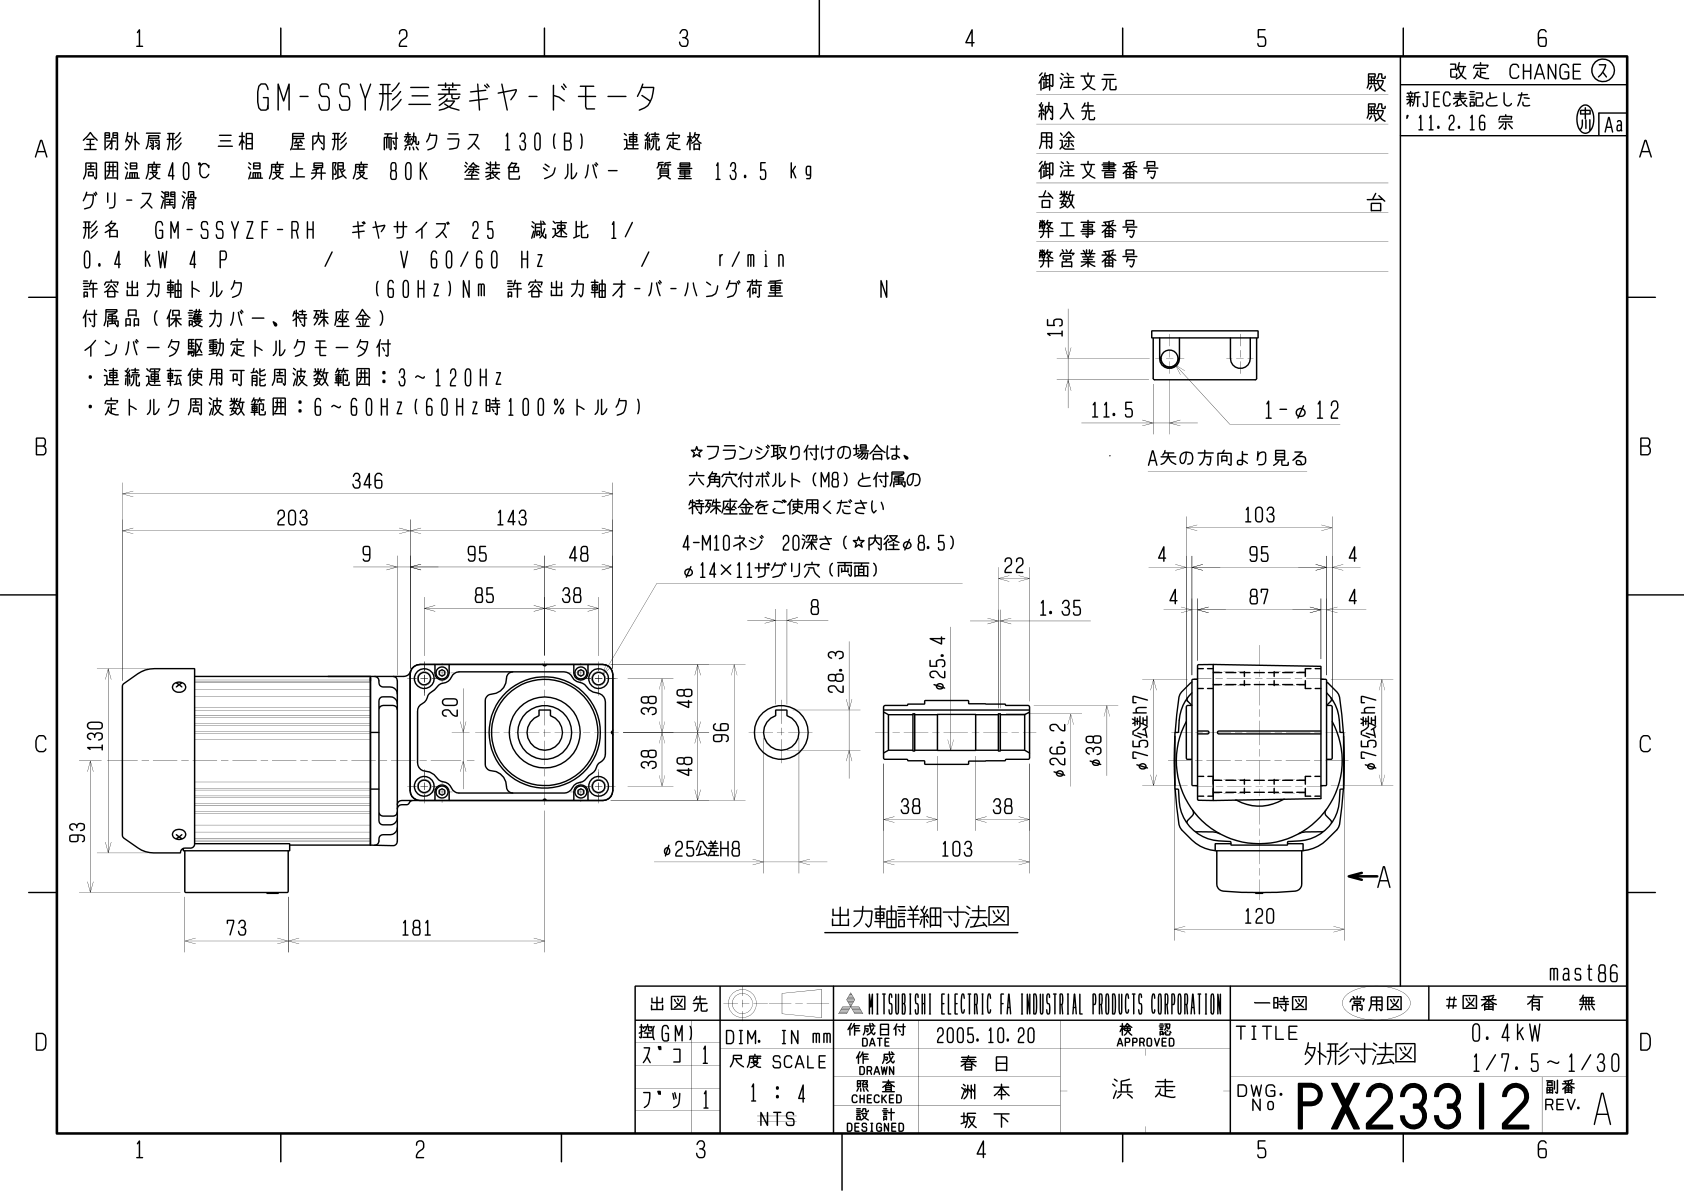 1 2 3 4 5 6
GM-SSY形三菱ギヤ-ドモータ
全閉外扇形 三相 屋内形 耐熱クラス 130(B) 連続定格
周囲温度40℃ 温度上昇限度 80K 塗装色 シルバー 質量 13.5 kg
グリ-ス潤滑
形名 GM-SSYZF-RH ギヤサイズ 25 減速比 1/
0.4 kW 4 P / V 60/60 Hz / r/min
許容出力軸トルク (60Hz)Nm 許容出力軸オ-バ-ハング荷重 N
付属品(保護カバー、特殊座金)
インバータ駆動定トルクモータ付
・連続運転使用可能周波数範囲:3~120Hz
・定トルク周波数範囲:6~60Hz(60Hz時100%トルク)
御注文元 殿
納入先 殿
用途
御注文書番号
台数 台
弊工事番号
弊営業番号
改定 CHANGE ス
新JEC表記とした
'11.2.16 宗
Aa
A
B
C
D
A
B
C
D
15
11.5
1-φ12
A矢の方向より見る
☆フランジ取り付けの場合は、
六角穴付ボルト(M8)と付属の
特殊座金をご使用ください
4-M10ネジ 20深さ(☆内径φ8.5)
φ14×11ザグリ穴(両面)
346
203 143
9 95 48
85 38
130
93
20
38 48
38 48
96
73 181
8
28.3
φ25公差H8
22
1.35
φ25.4
φ26.2
φ38
38 38
103
出力軸詳細寸法図
103
4 95 4
4 87 4
φ75公差h7
φ75公差h7
120
A
mast86
出図先
控(GM)
ズコ 1
ブツ 1
DIM. IN mm
尺度 SCALE
1 : 4
NTS
MITSUBISHI ELECTRIC FA INDUSTRIAL PRODUCTS CORPORATION
作成日付 DATE 2005.10.20
作成 DRAWN 春日
照査 CHECKED 洲本
設計 DESIGNED 坂下
検認 APPROVED
浜走
一時図 常用図 #図番 有 無
TITLE 外形寸法図
0.4kW
1/7.5~1/30
DWG. No PX23312
副番 REV. A
1 2 3 4 5 6